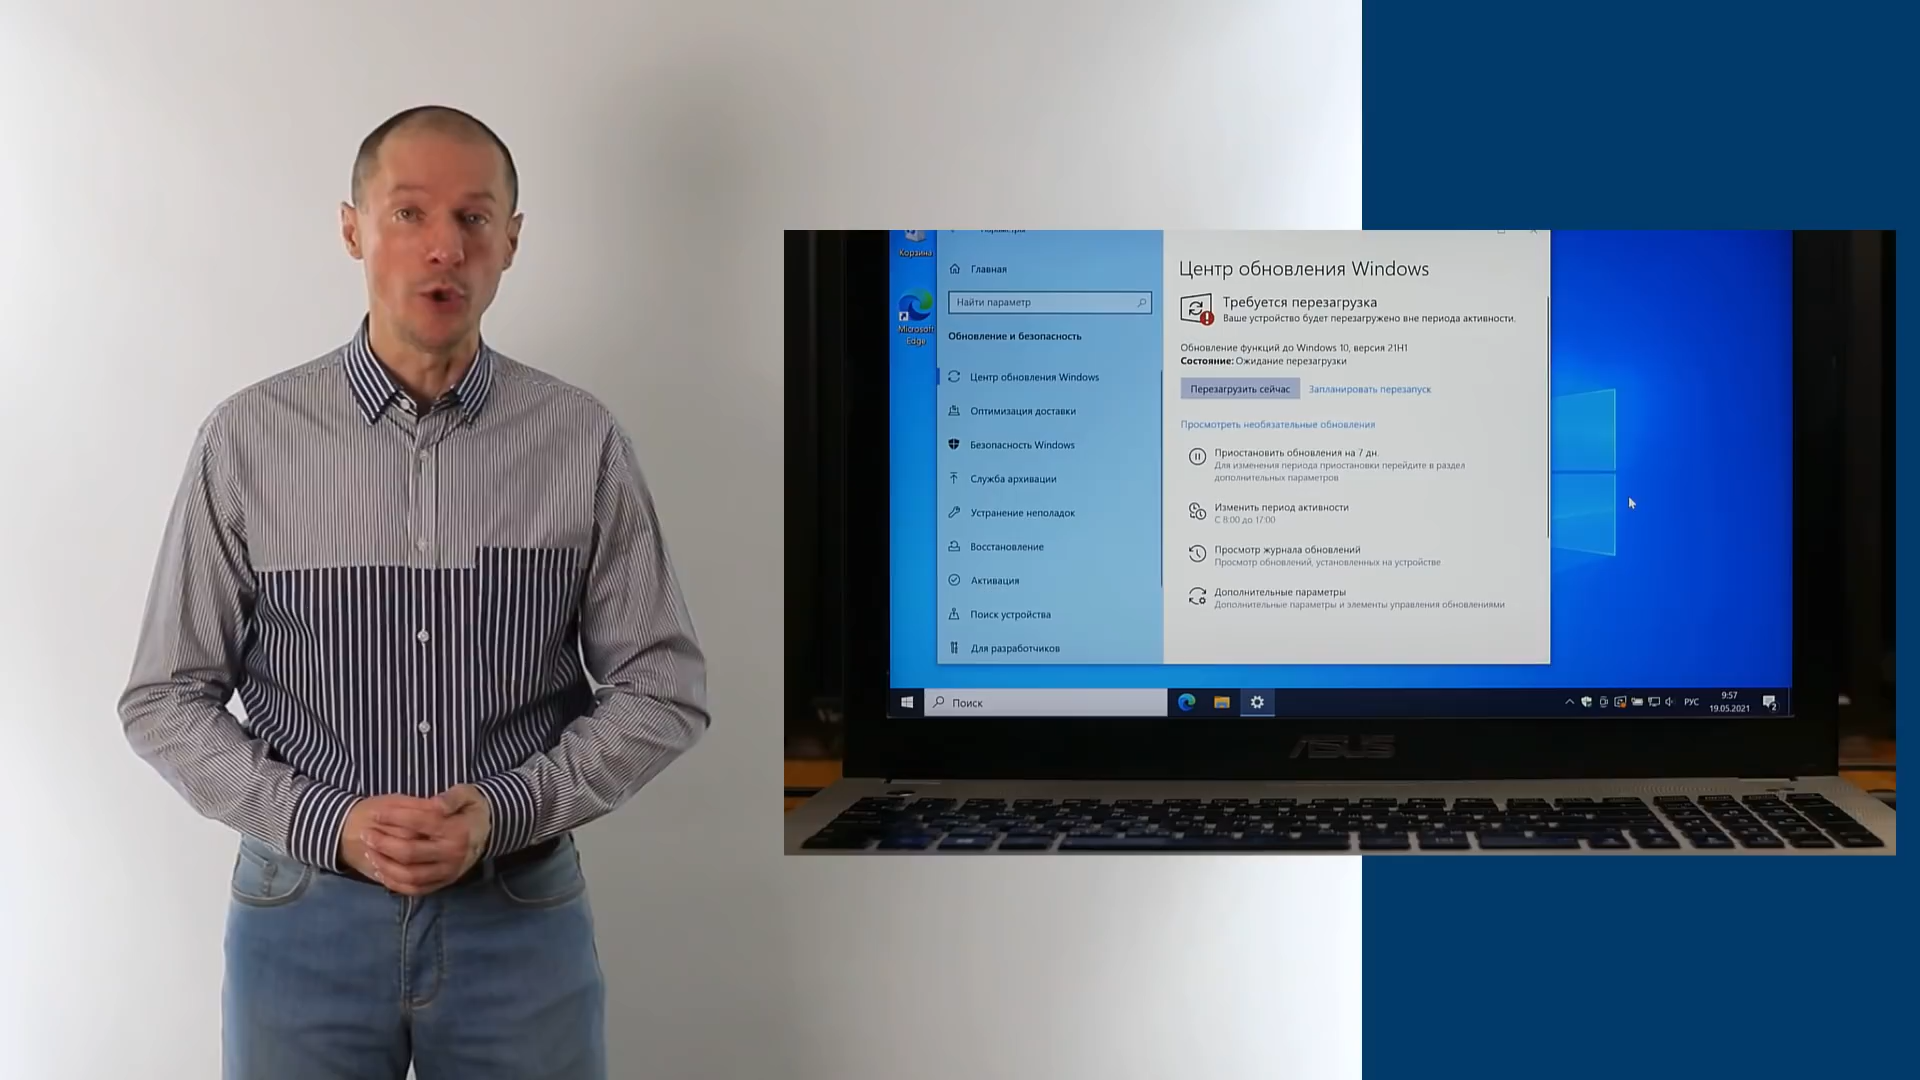 Корзина
Microsoft
Edge
Главная
Найти параметр
Обновление и безопасность
Центр обновления Windows
Оптимизация доставки
Безопасность Windows
Служба архивации
Устранение неполадок
Восстановление
Активация
Поиск устройства
Для разработчиков
Центр обновления Windows
Требуется перезагрузка
Ваше устройство будет перезагружено вне периода активности.
Обновление функций до Windows 10, версия 21H1
Состояние: Ожидание перезагрузки
Перезагрузить сейчас Запланировать перезапуск
Просмотреть необязательные обновления
Приостановить обновления на 7 дн.
Для изменения периода приостановки перейдите в раздел
дополнительных параметров
Изменить период активности
С 8:00 до 17:00
Просмотр журнала обновлений
Просмотр обновлений, установленных на устройстве
Дополнительные параметры
Дополнительные параметры и элементы управления обновлениями
Поиск
РУС
9:57
19.05.2021
2
ASUS